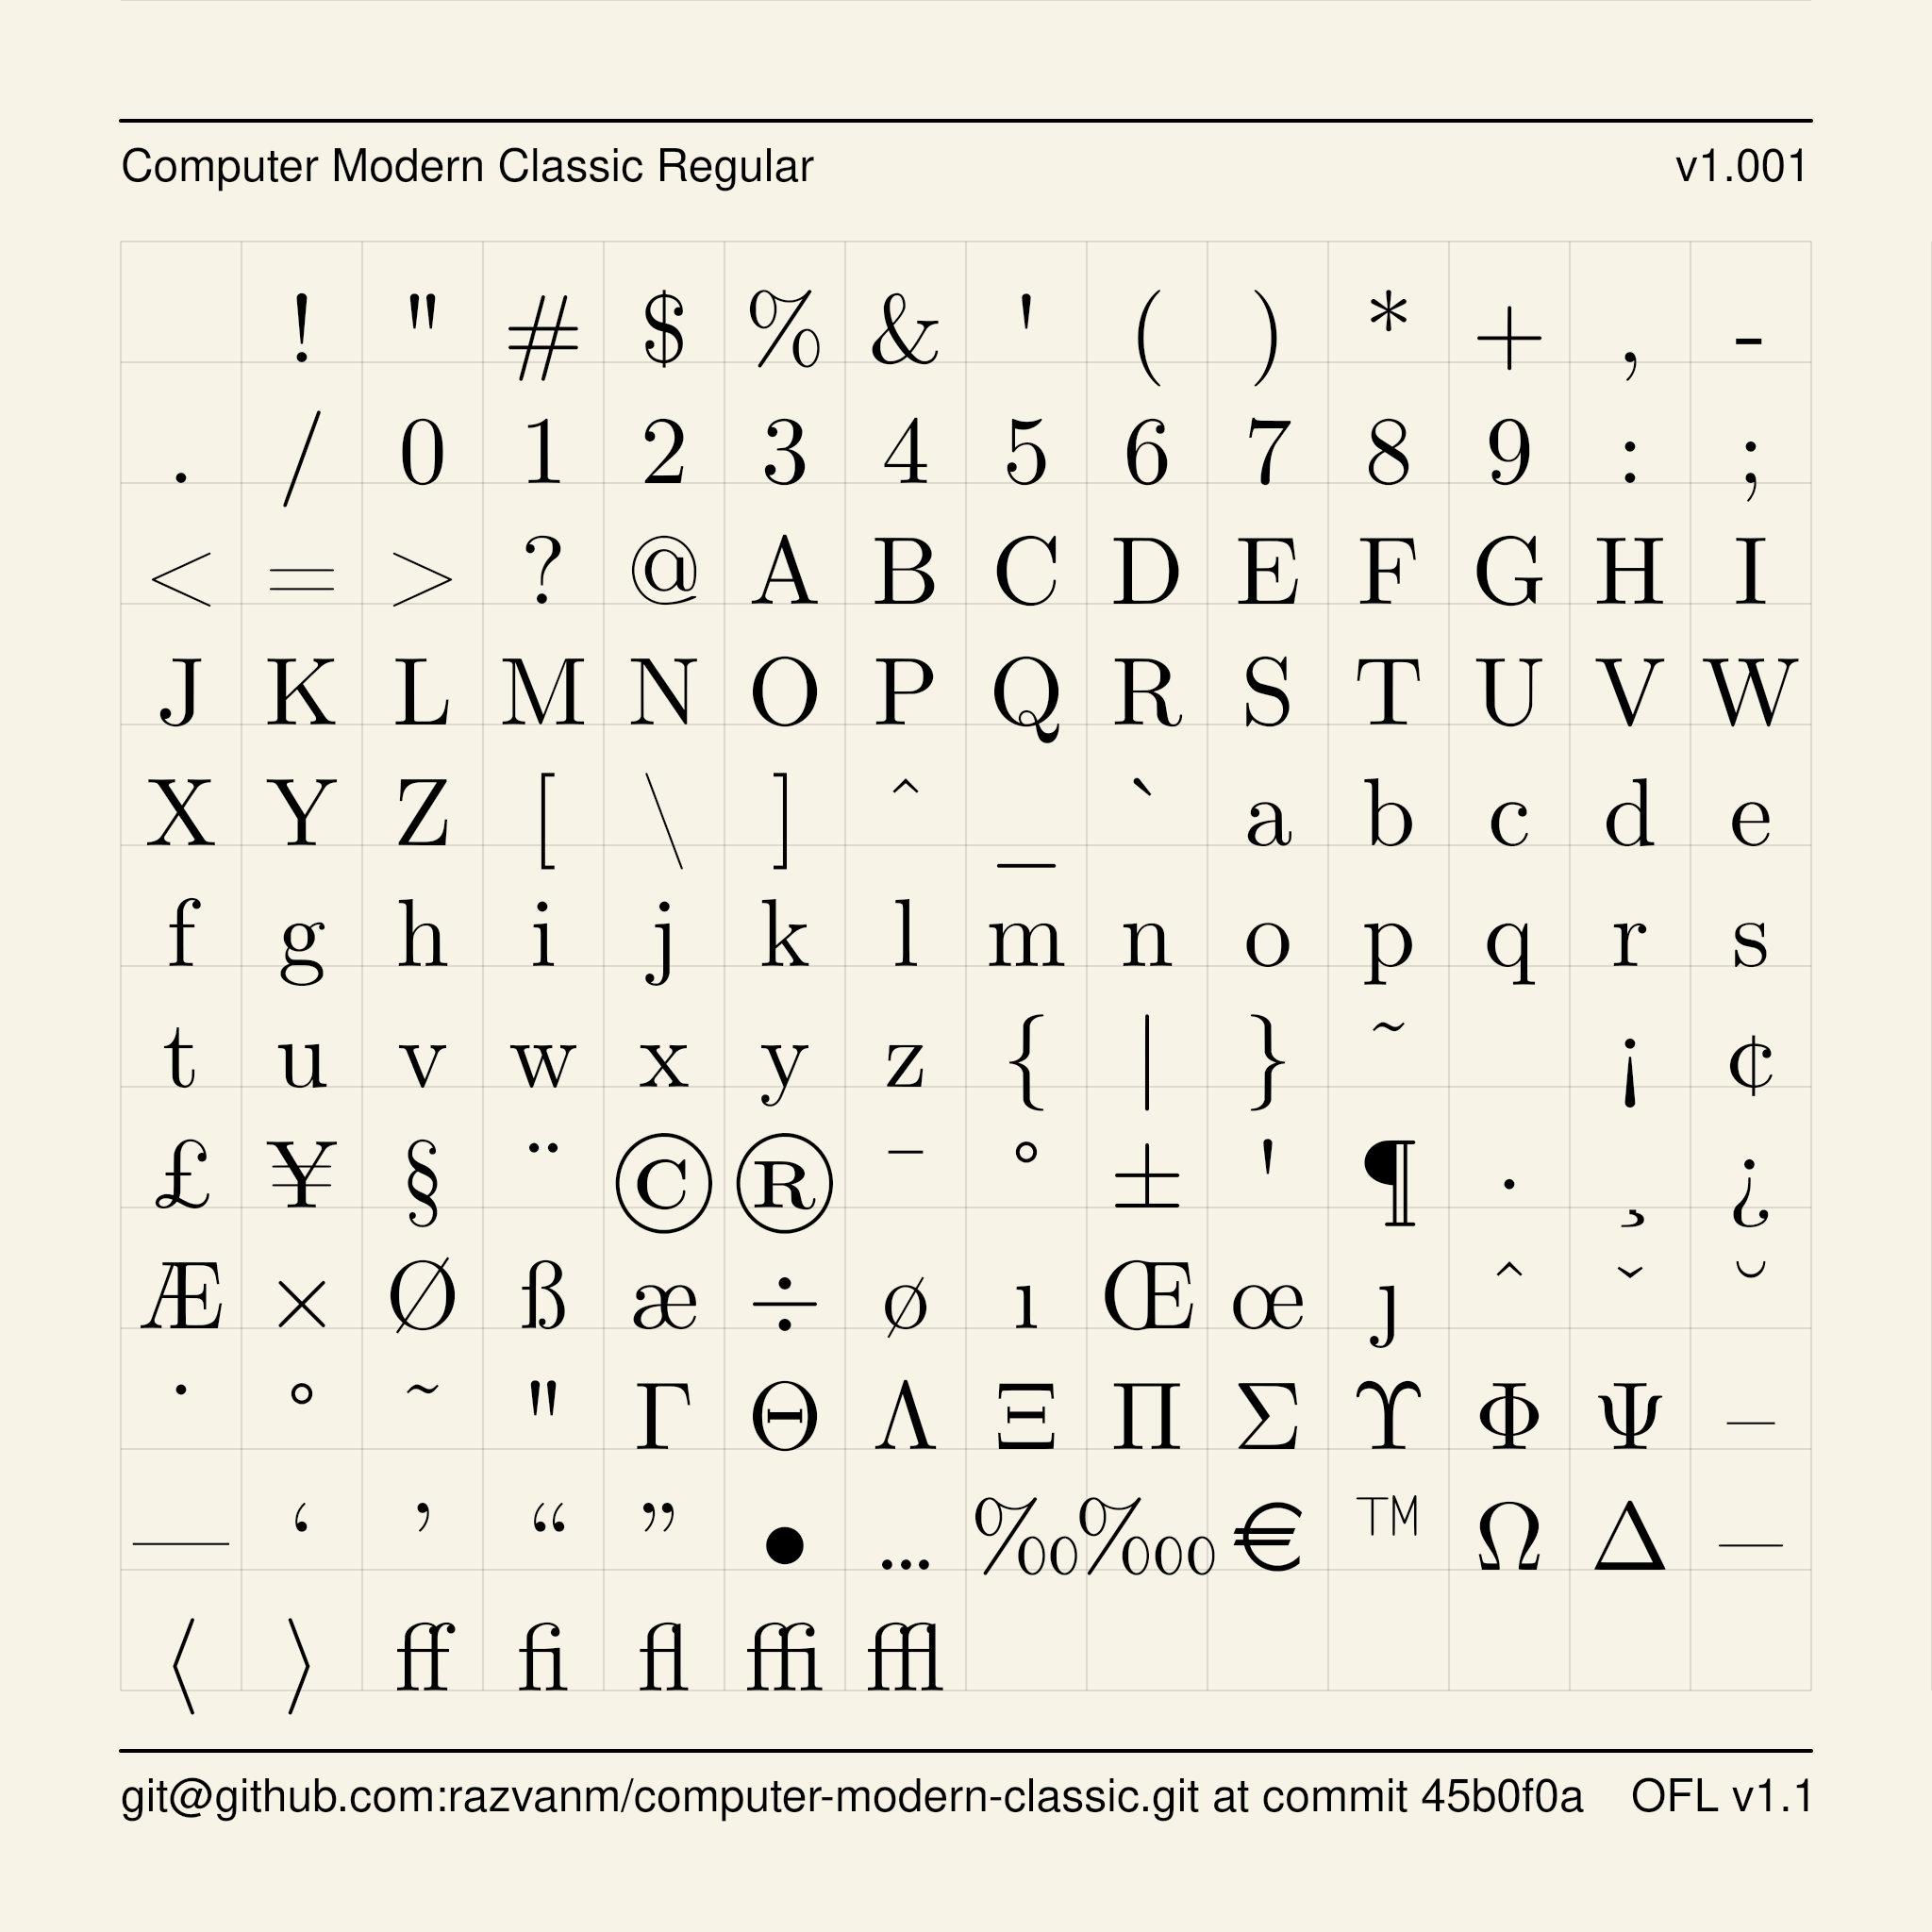 Computer Modern Classic Regular v1.001
! " # $ % & ' ( ) * + , -
. / 0 1 2 3 4 5 6 7 8 9 : ;
< = > ? @ A B C D E F G H I
J K L M N O P Q R S T U V W
X Y Z [ \ ] ^ _ ` a b c d e
f g h i j k l m n o p q r s
t u v w x y z { | } ~ ¡ ¢
£ ¥ § ¨ © ® ¯ ° ± ' ¶ · ¸ ¿
Æ × Ø ß æ ÷ ø ı Œ œ ȷ ˆ ˇ ˘
˙ ˚ ˜ " Γ Θ Λ Ξ Π Σ ϒ Φ Ψ –
— ‘ ’ “ ” • … ‰ ‱ € ™ Ω ∆ −
⟨ ⟩ ff fi fl ffi ffl
git@github.com:razvanm/computer-modern-classic.git at commit 45b0f0a OFL v1.1